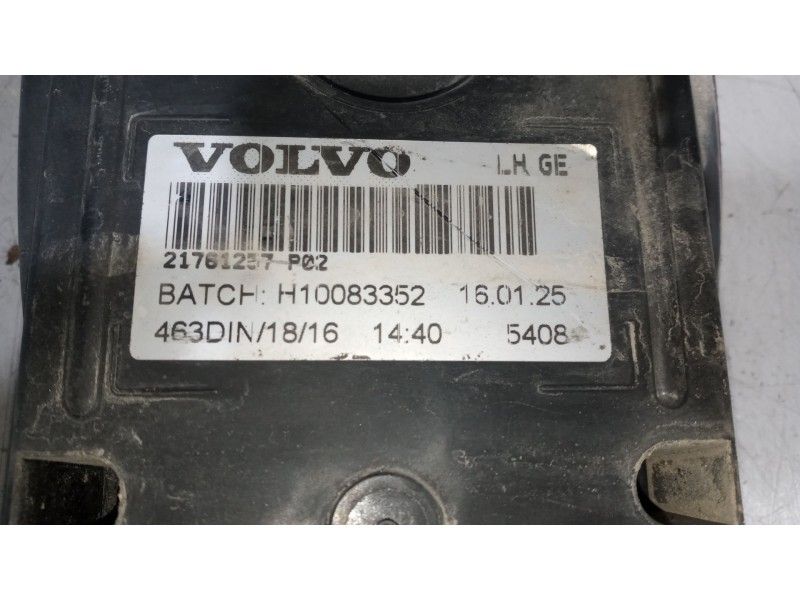 VOLVO LH GE
21761257 P02
BATCH: H10083352 16.01.25
463DIN/18/16 14:40 5408